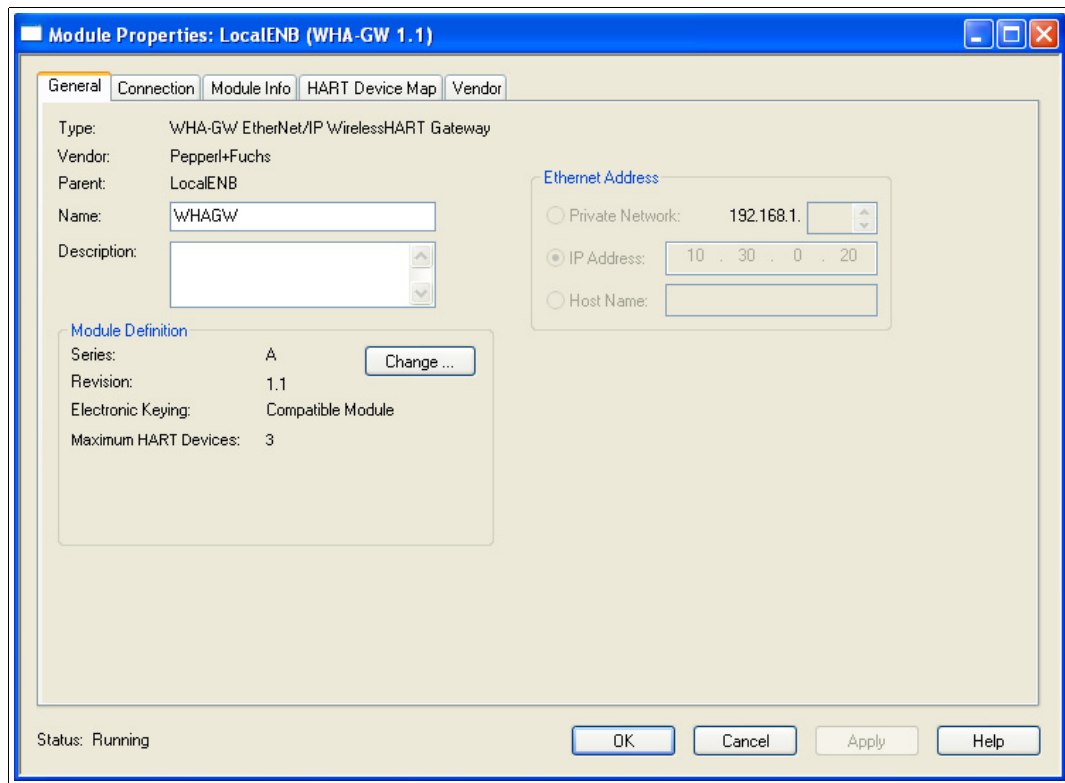 Module Properties: LocalENB (WHA-GW 1.1)
General Connection Module Info HART Device Map Vendor
Type: WHA-GW EtherNet/IP WirelessHART Gateway
Vendor: Pepperl+Fuchs
Parent: LocalENB
Name: WHAGW
Description:
Ethernet Address
Private Network: 192.168.1.
IP Address: 10 . 30 . 0 . 20
Host Name:
Module Definition
Series: A
Change ...
Revision: 1.1
Electronic Keying: Compatible Module
Maximum HART Devices: 3
Status: Running
OK Cancel Apply Help